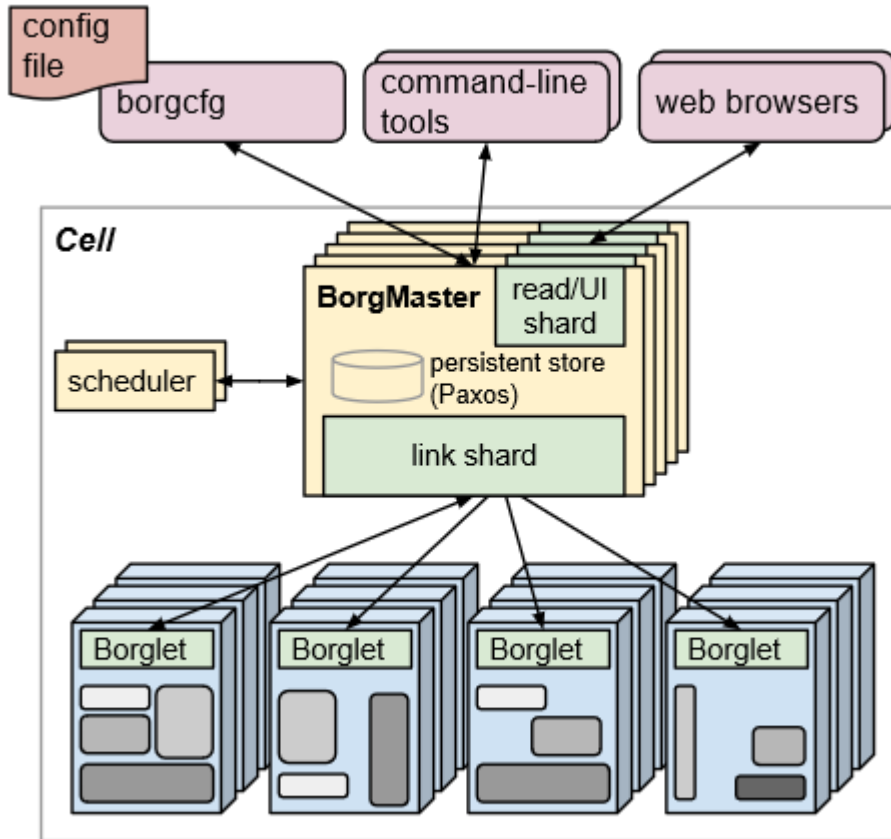 config
file
borgcfg
command-line
tools
web browsers
Cell
BorgMaster
read/UI
shard
scheduler
persistent store
(Paxos)
link shard
Borglet
Borglet
Borglet
Borglet